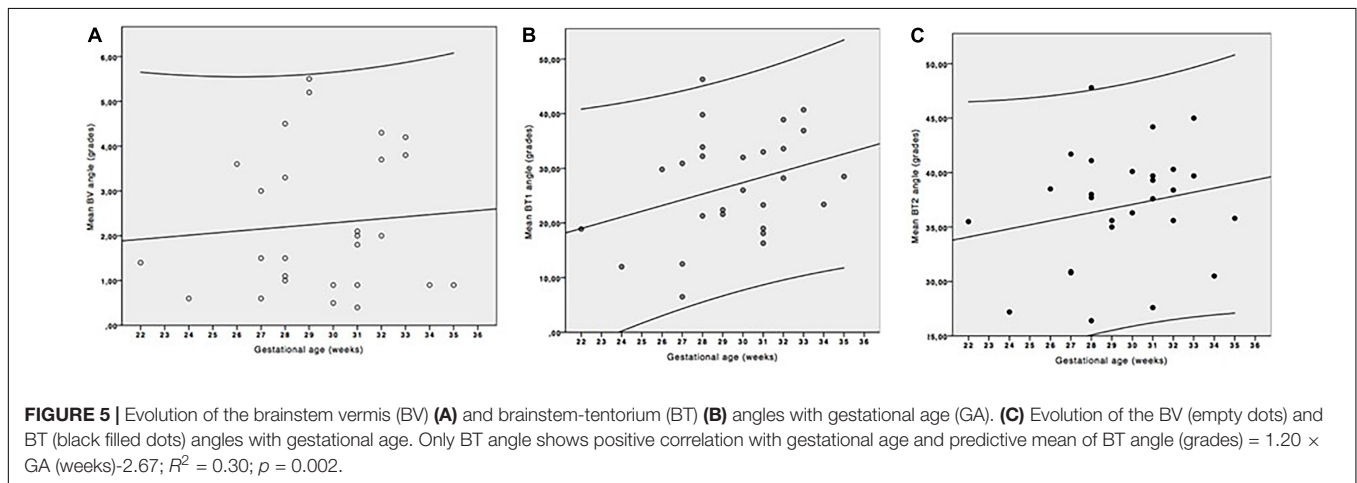 A
B
C
Mean BV angle (grades)
6,00
5,00
4,00
3,00
2,00
1,00
,00
22 23 24 25 26 27 28 29 30 31 32 33 34 35 36
Gestational age (weeks)
Mean BT1 angle (grades)
50,00
40,00
30,00
20,00
10,00
,00
22 23 24 25 26 27 28 29 30 31 32 33 34 35 36
Gestational age (weeks)
Mean BT2 angle (grades)
50,00
45,00
40,00
35,00
30,00
15,00
22 23 24 25 26 27 28 29 30 31 32 33 34 35 36
Gestational age (weeks)
FIGURE 5 | Evolution of the brainstem vermis (BV) (A) and brainstem-tentorium (BT) (B) angles with gestational age (GA). (C) Evolution of the BV (empty dots) and
BT (black filled dots) angles with gestational age. Only BT angle shows positive correlation with gestational age and predictive mean of BT angle (grades) = 1.20 ×
GA (weeks)-2.67; R² = 0.30; p = 0.002.